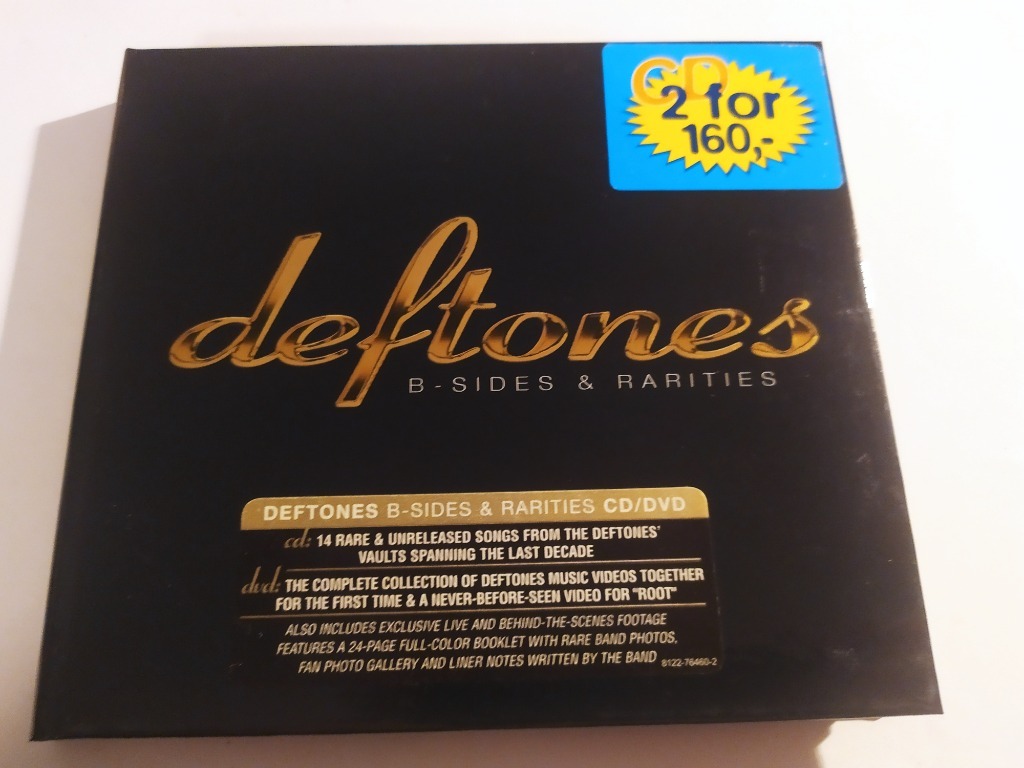 CD
2 for
160,-
deftones
B-SIDES & RARITIES
DEFTONES B-SIDES & RARITIES CD/DVD
cd: 14 RARE & UNRELEASED SONGS FROM THE DEFTONES'
VAULTS SPANNING THE LAST DECADE
dvd: THE COMPLETE COLLECTION OF DEFTONES MUSIC VIDEOS TOGETHER
FOR THE FIRST TIME & A NEVER-BEFORE-SEEN VIDEO FOR "ROOT"
ALSO INCLUDES EXCLUSIVE LIVE AND BEHIND-THE-SCENES FOOTAGE
FEATURES A 24-PAGE FULL-COLOR BOOKLET WITH RARE BAND PHOTOS,
FAN PHOTO GALLERY AND LINER NOTES WRITTEN BY THE BAND 8122-76460-2